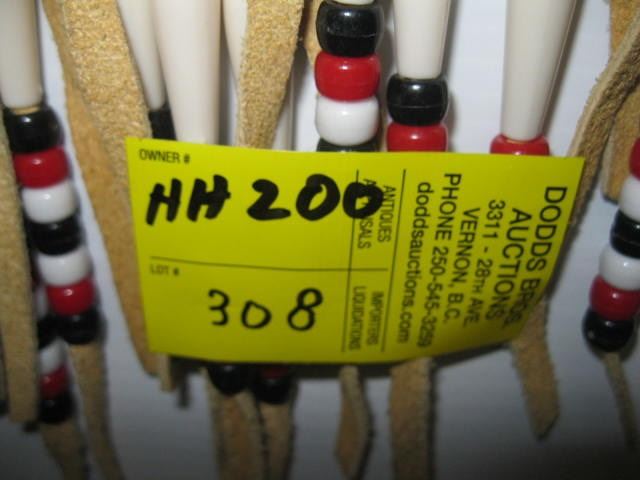 OWNER #
HH 200
LOT #
308
ANTIQUES
APPRAISALS
IMPORTERS
LIQUIDATIONS
DODDS BROS
AUCTIONS
3311 - 28TH AVE
VERNON, B.C.
PHONE 250-545-3259
doddsauctions.com